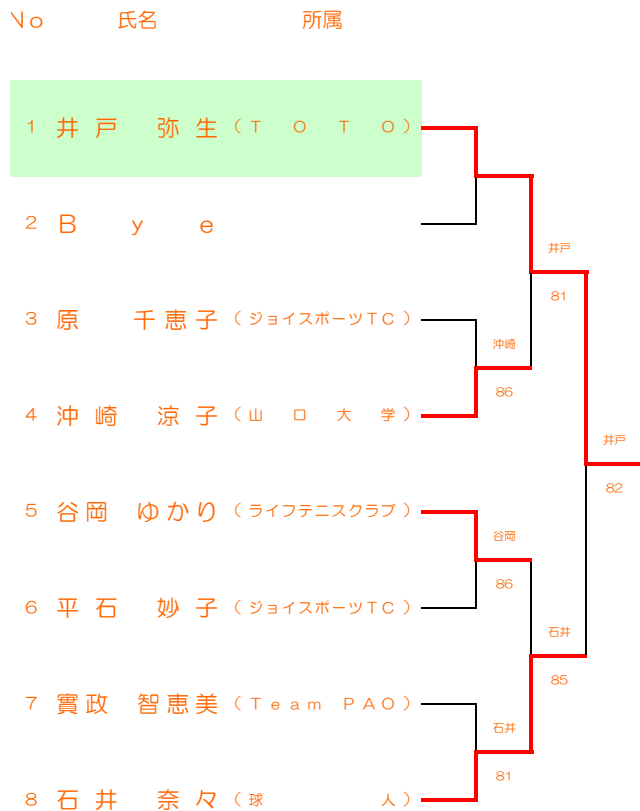 No 氏名 所属
1 井戸 弥生 (TOTO)
2 Bye
井戸
81
3 原 千恵子 (ジョイスポーツTC)
沖崎
86
4 沖崎 涼子 (山口大学)
井戸
82
5 谷岡 ゆかり (ライフテニスクラブ)
谷岡
86
6 平石 妙子 (ジョイスポーツTC)
石井
85
7 實政 智恵美 (Team PAO)
石井
81
8 石井 奈々 (球人)